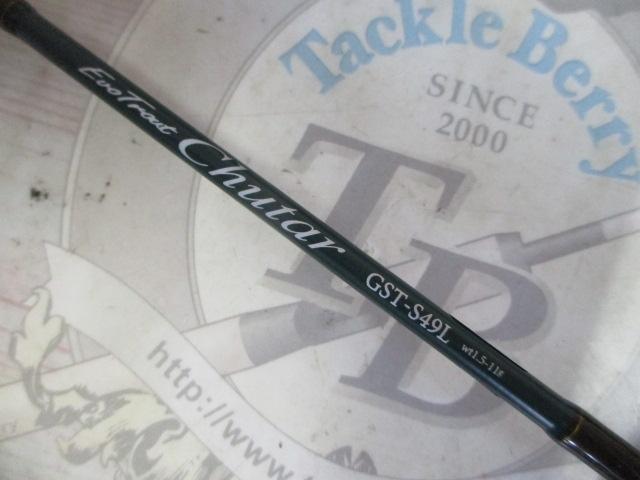 Tackle Berry
SINCE
2000
TB
EvoTrout Chutar GST-S49L wt1.5-11g
http://www.